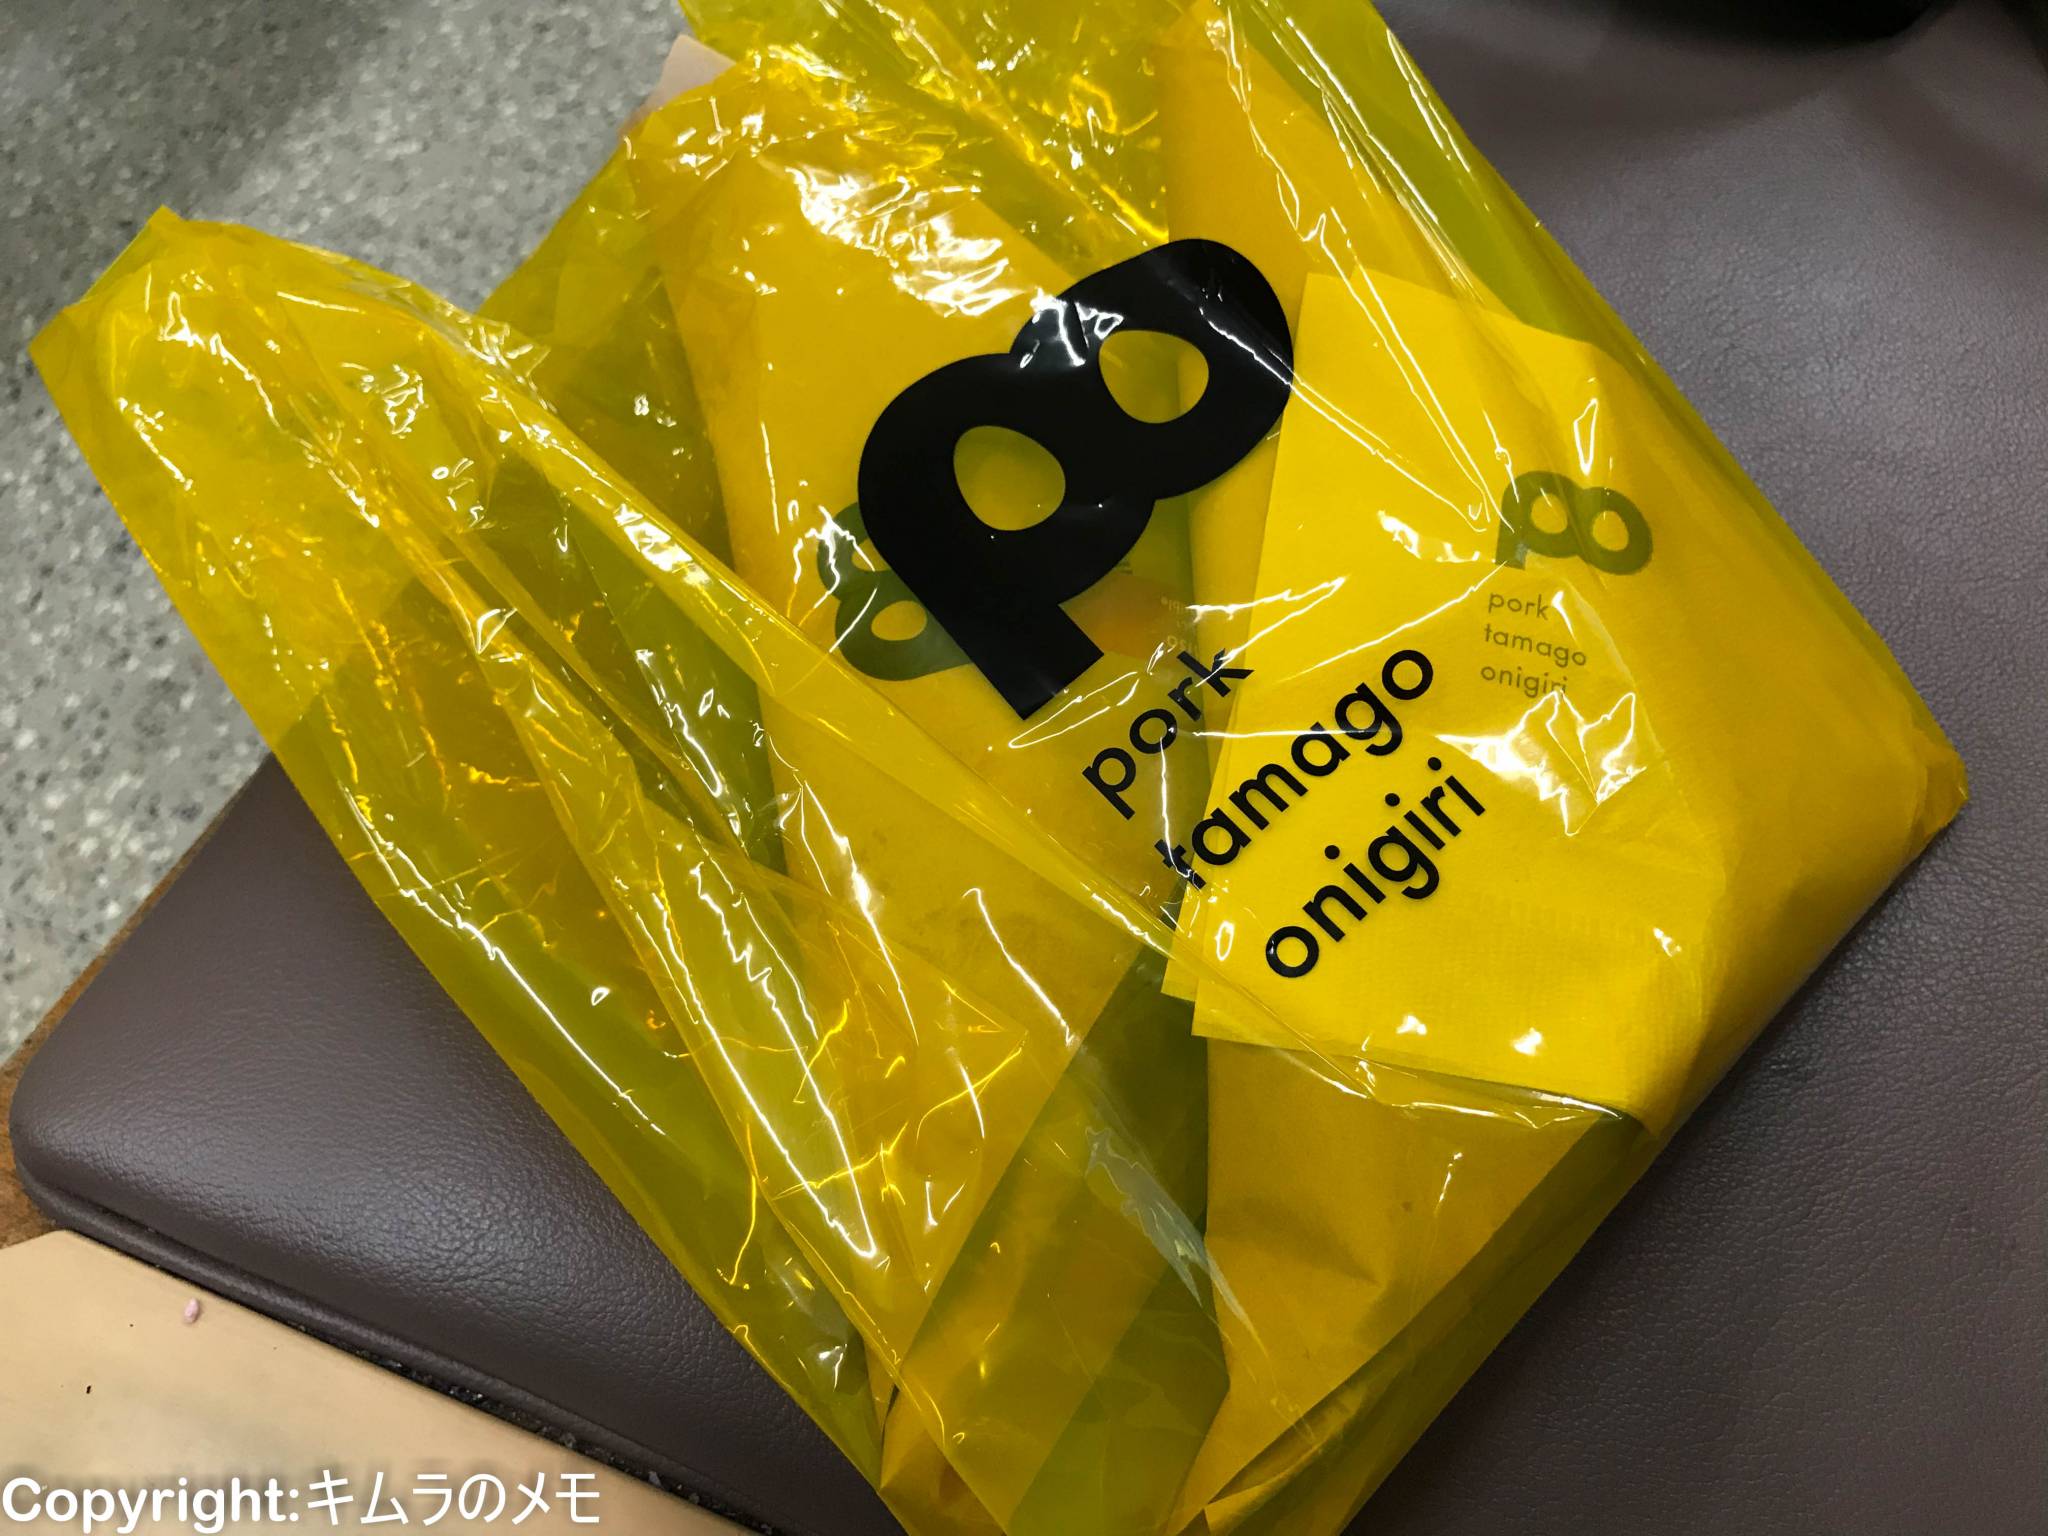 pork
tamago
onigiri
pork
tamago
onigiri
Copyright:キムラのメモ